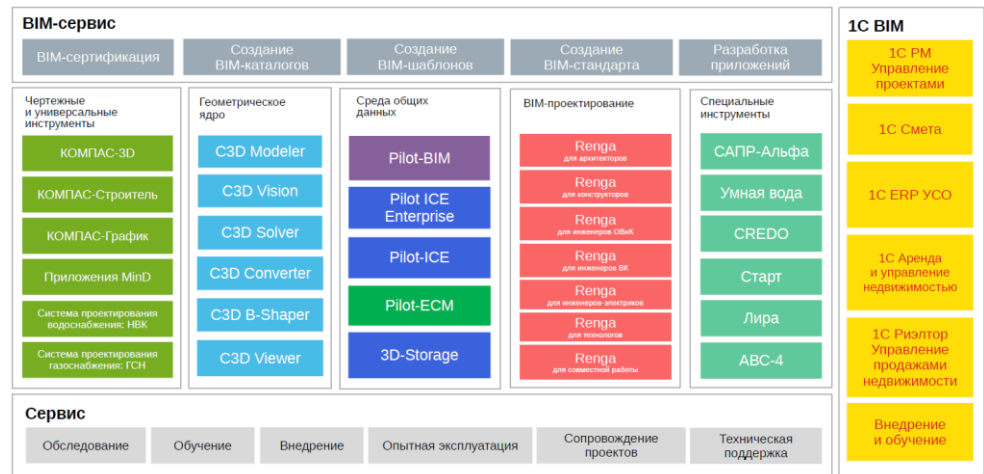 BIM-сервис
BIM-сертификация
Создание
BIM-каталогов
Создание
BIM-шаблонов
Создание
BIM-стандарта
Разработка
приложений
Чертежные
и универсальные
инструменты
КОМПАС-3D
КОМПАС-Строитель
КОМПАС-График
Приложения MinD
Система проектирования
водоснабжения: НВК
Система проектирования
газоснабжения: ГСН
Геометрическое
ядро
C3D Modeler
C3D Vision
C3D Solver
C3D Converter
C3D B-Shaper
C3D Viewer
Среда общих
данных
Pilot-BIM
Pilot ICE
Enterprise
Pilot-ICE
Pilot-ECM
3D-Storage
BIM-проектирование
Renga
для архитекторов
Renga
для конструкторов
Renga
для инженеров ОВиК
Renga
для инженеров ВК
Renga
для инженеров-электриков
Renga
для технологов
Renga
для совместной работы
Специальные
инструменты
САПР-Альфа
Умная вода
CREDO
Старт
Лира
АВС-4
Сервис
Обследование
Обучение
Внедрение
Опытная эксплуатация
Сопровождение
проектов
Техническая
поддержка
1С BIM
1С PM
Управление
проектами
1С Смета
1С ERP УСО
1С Аренда
и управление
недвижимостью
1С Риэлтор
Управление
продажами
недвижимости
Внедрение
и обучение